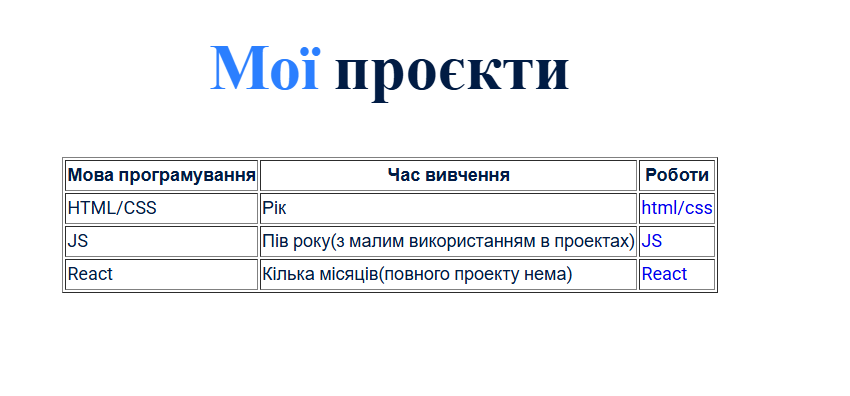 Мої проєкти
Мова програмування Час вивчення Роботи
HTML/CSS Рік html/css
JS Пів року(з малим використанням в проектах) JS
React Кілька місяців(повного проекту нема) React